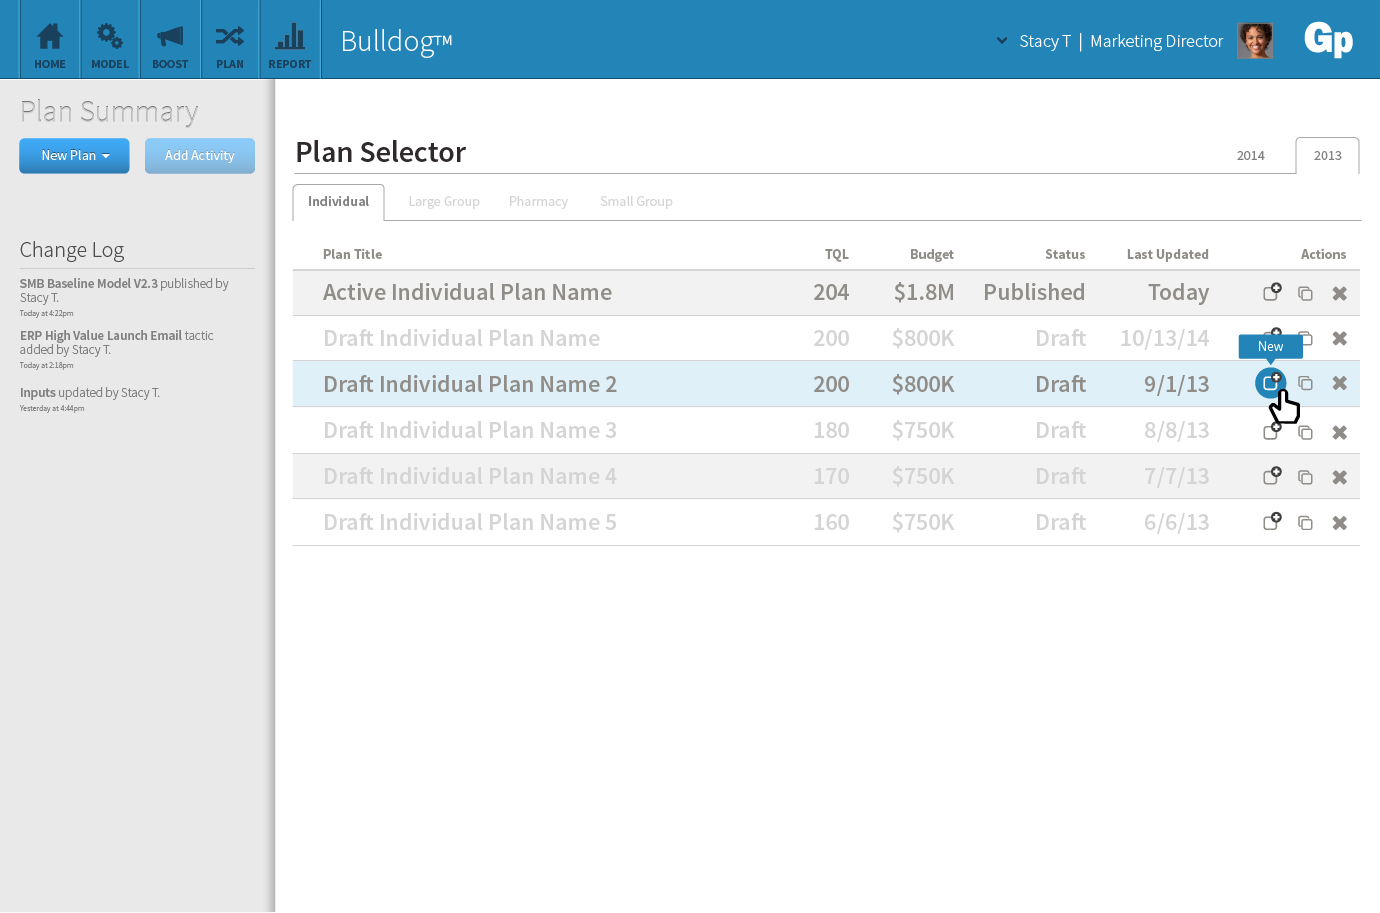 HOME MODEL BOOST PLAN REPORT
Bulldog™
Stacy T | Marketing Director
Gp
Plan Summary
New Plan
Add Activity
Change Log
SMB Baseline Model V2.3 published by
Stacy T.
Today at 4:22pm
ERP High Value Launch Email tactic
added by Stacy T.
Today at 2:18pm
Inputs updated by Stacy T.
Yesterday at 4:44pm
Plan Selector
2014 2013
Individual Large Group Pharmacy Small Group
Plan Title TQL Budget Status Last Updated Actions
Active Individual Plan Name 204 $1.8M Published Today
Draft Individual Plan Name 200 $800K Draft 10/13/14
New
Draft Individual Plan Name 2 200 $800K Draft 9/1/13
Draft Individual Plan Name 3 180 $750K Draft 8/8/13
Draft Individual Plan Name 4 170 $750K Draft 7/7/13
Draft Individual Plan Name 5 160 $750K Draft 6/6/13